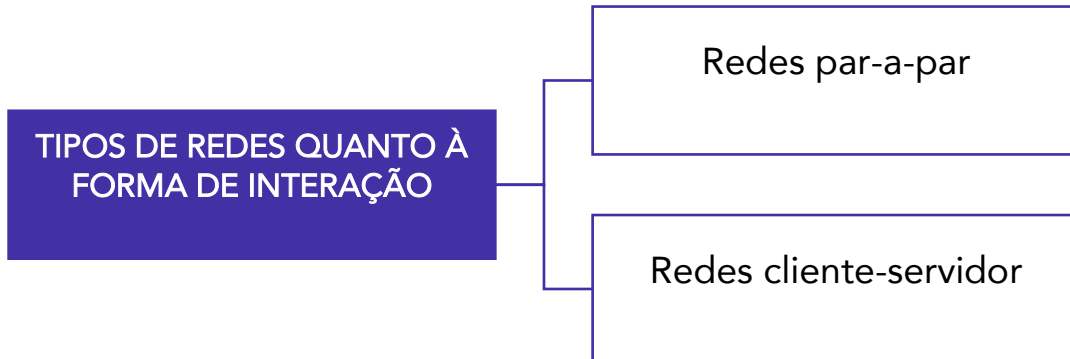 TIPOS DE REDES QUANTO À
FORMA DE INTERAÇÃO
Redes par-a-par
Redes cliente-servidor